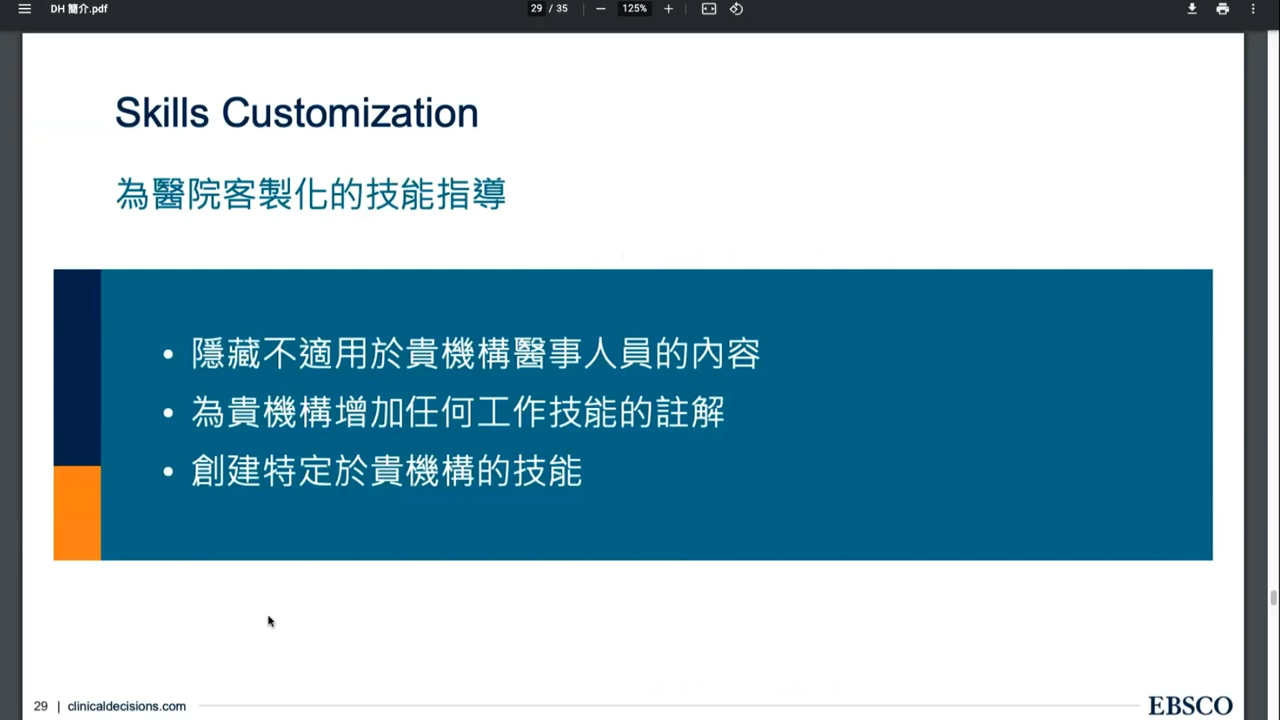 DH 簡介.pdf
29 / 35
125%
Skills Customization
為醫院客製化的技能指導
• 隱藏不適用於貴機構醫事人員的內容
• 為貴機構增加任何工作技能的註解
• 創建特定於貴機構的技能
29 | clinicaldecisions.com
EBSCO